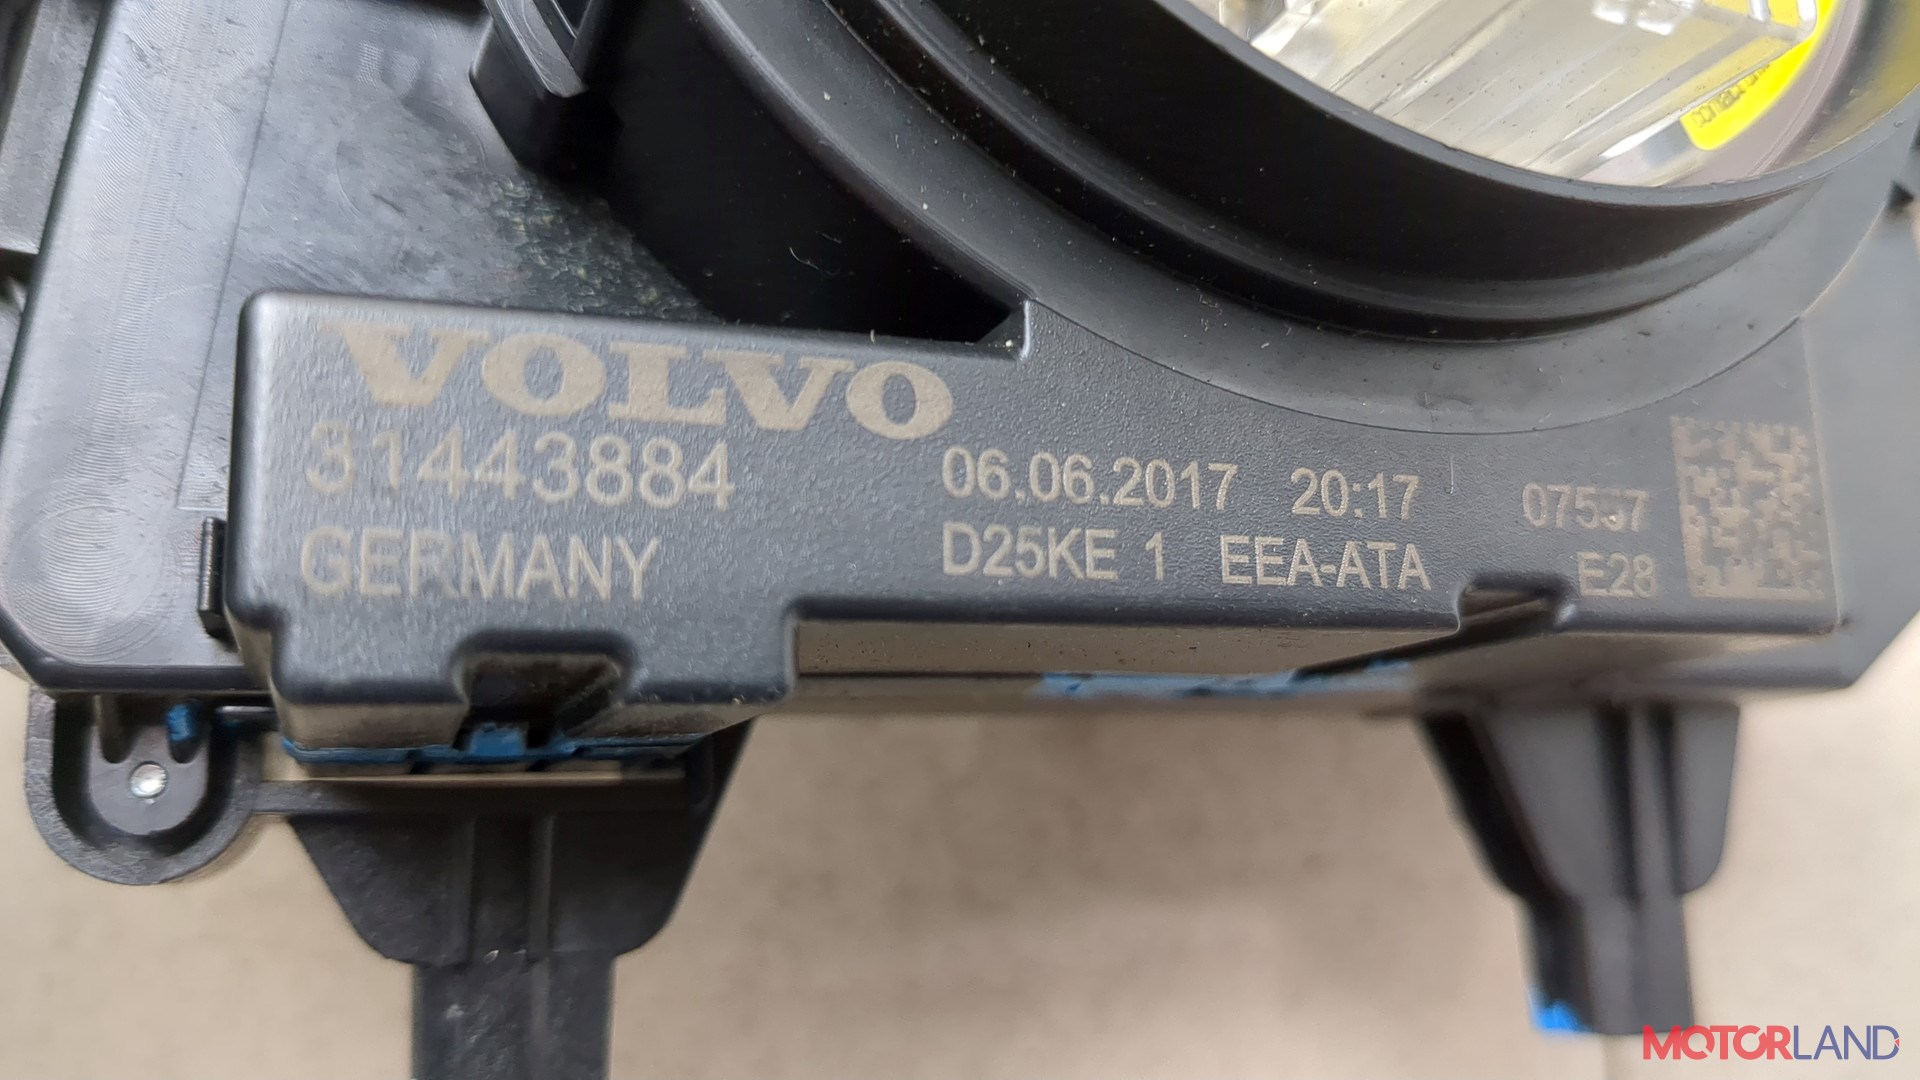 VOLVO
31443884
GERMANY
06.06.2017 20:17
D25KE 1 EEA-ATA
E28
MOTORLAND